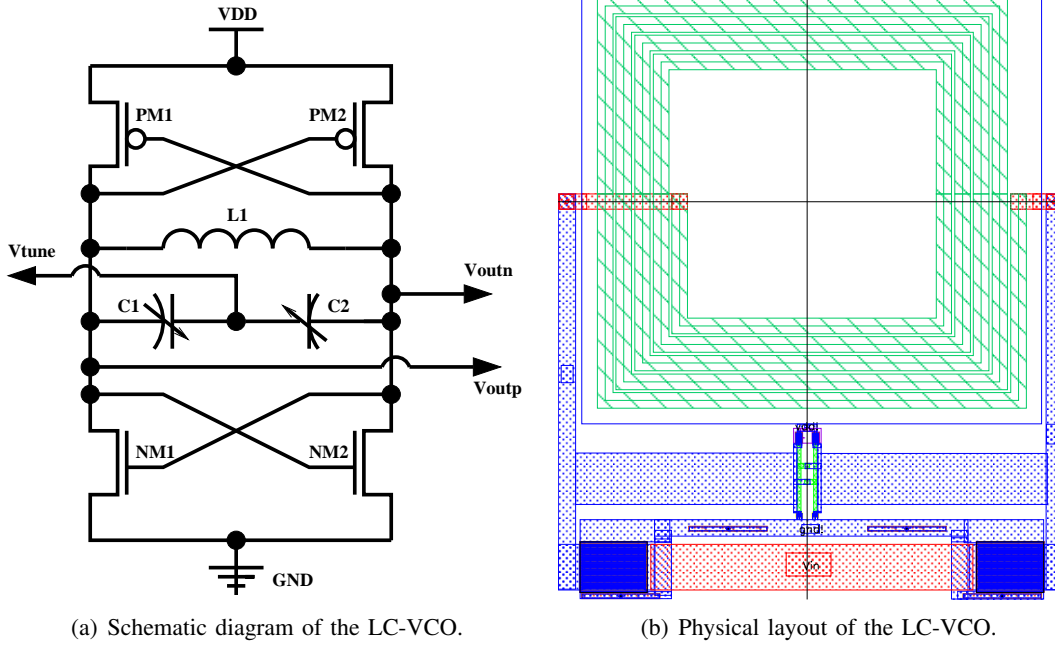 VDD
PM1
PM2
L1
Vtune
Voutn
C1
C2
Voutp
NM1
NM2
GND
gnd!
Vin
(a) Schematic diagram of the LC-VCO.
(b) Physical layout of the LC-VCO.